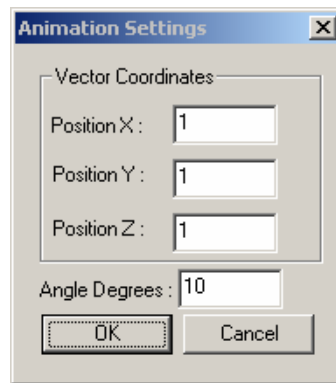 Animation Settings
Vector Coordinates
Position X : 1
Position Y : 1
Position Z : 1
Angle Degrees : 10
OK Cancel